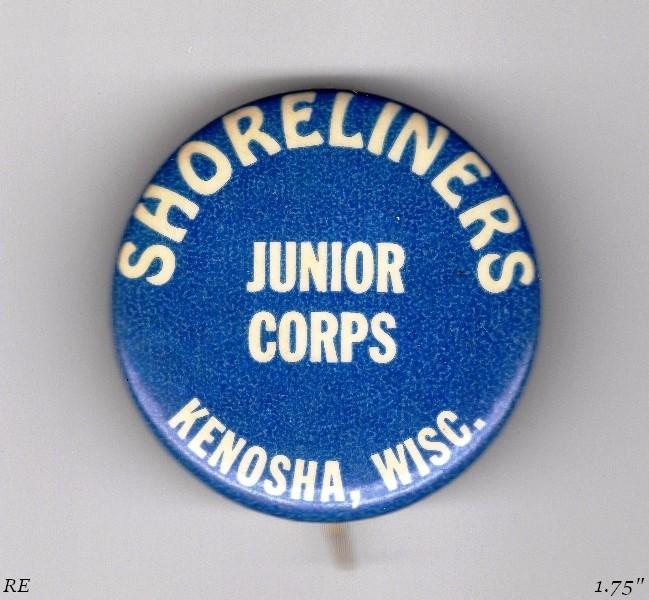 SHORELINERS
JUNIOR
CORPS
KENOSHA, WISC.
RE
1.75"